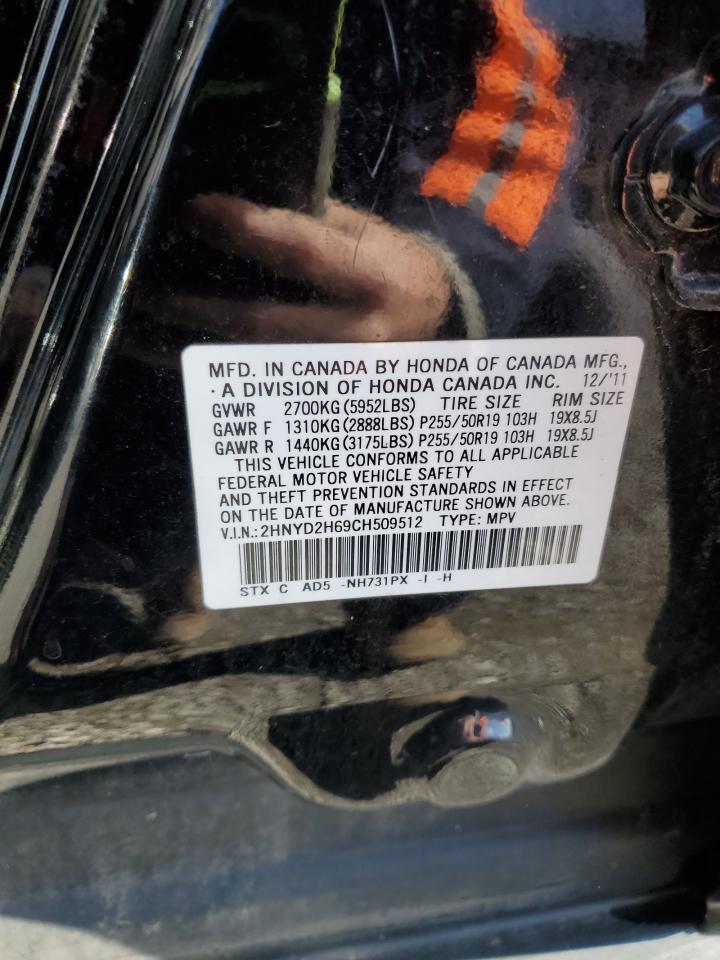 MFD. IN CANADA BY HONDA OF CANADA MFG.,
· A DIVISION OF HONDA CANADA INC. 12/'11
GVWR 2700KG (5952LBS) TIRE SIZE RIM SIZE
GAWR F 1310KG (2888LBS) P255/50R19 103H 19X8.5J
GAWR R 1440KG (3175LBS) P255/50R19 103H 19X8.5J
THIS VEHICLE CONFORMS TO ALL APPLICABLE
FEDERAL MOTOR VEHICLE SAFETY
AND THEFT PREVENTION STANDARDS IN EFFECT
ON THE DATE OF MANUFACTURE SHOWN ABOVE.
V.I.N.:2HNYD2H69CH509512 TYPE: MPV
STX C AD5 -NH731PX -I -H